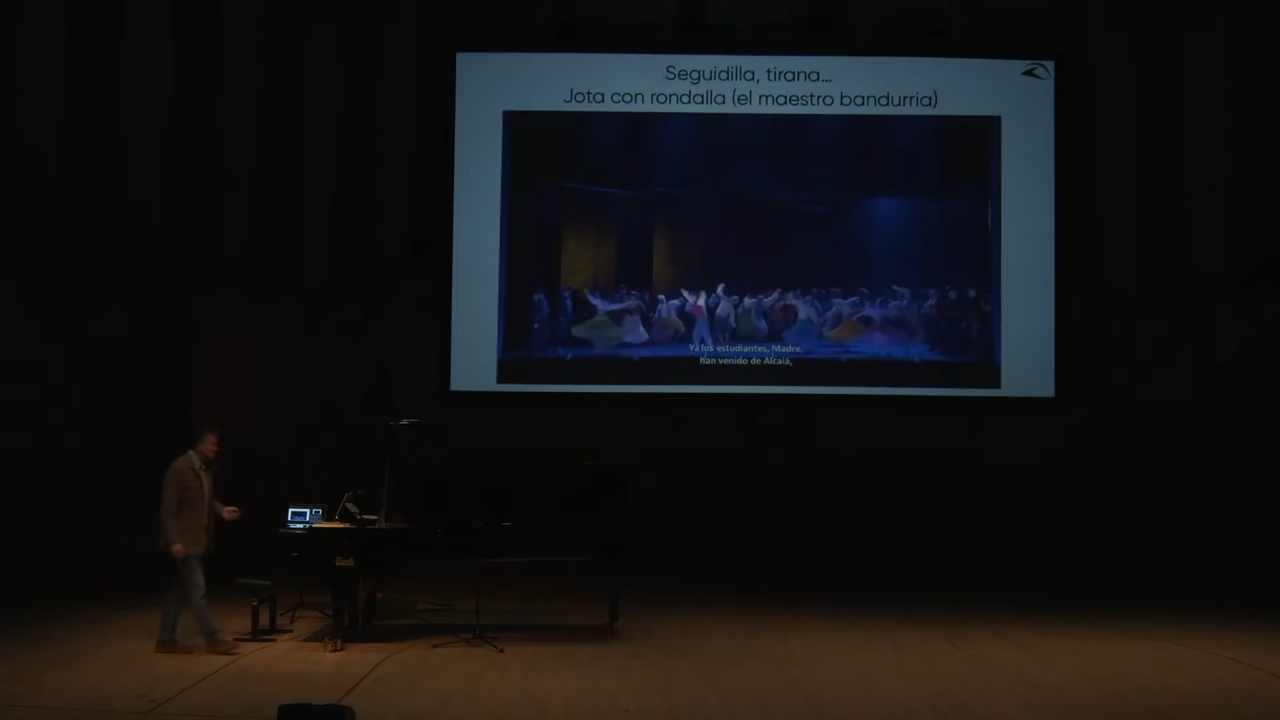 Seguidilla, tirana...
Jota con rondalla (el maestro bandurria)
Ya los estudiantes, Madre,
han venido de Alcalá,